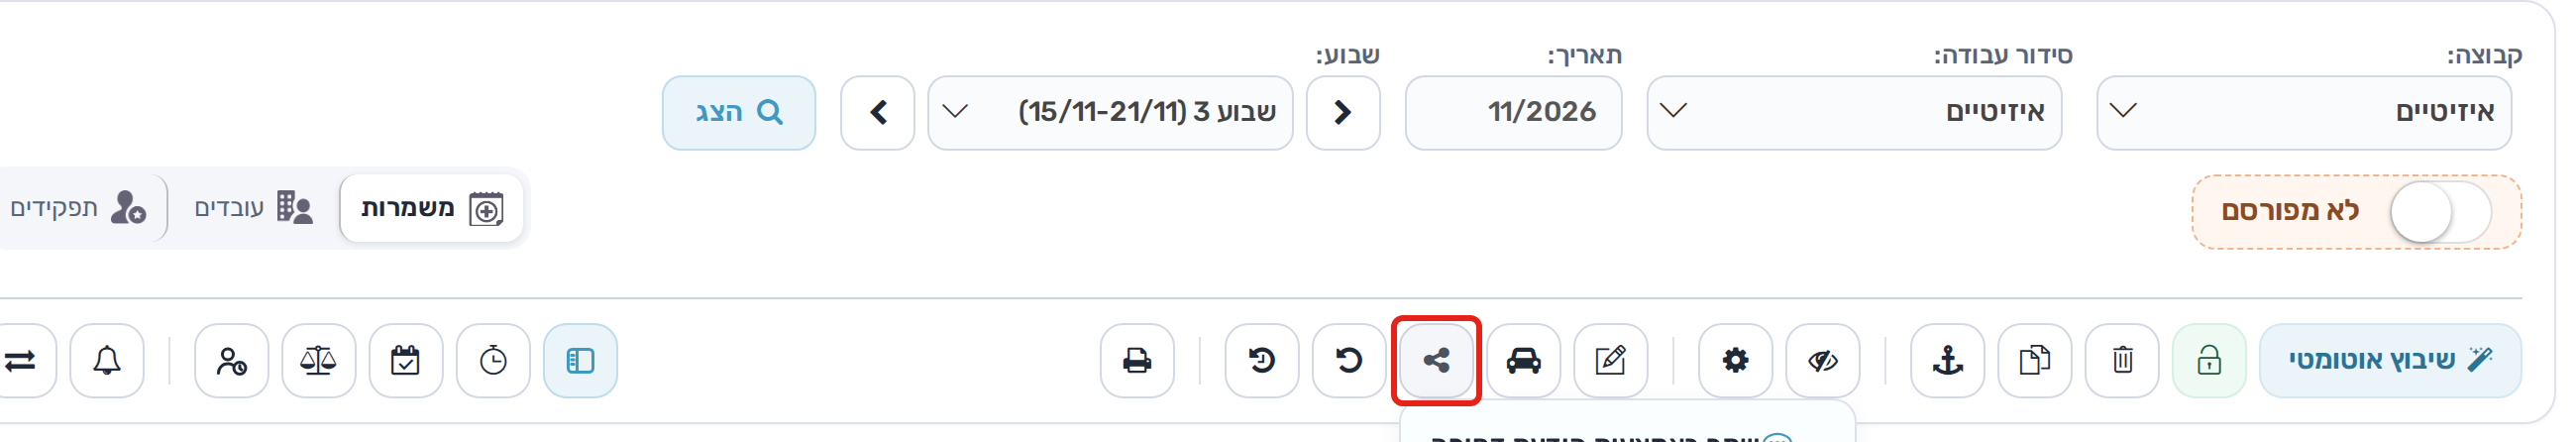 קבוצה:
סידור עבודה:
תאריך:
שבוע:
איזיטיים
איזיטיים
11/2026
שבוע 3 (15/11-21/11)
הצג
לא מפורסם
משמרות
עובדים
תפקידים
שיבוץ אוטומטי